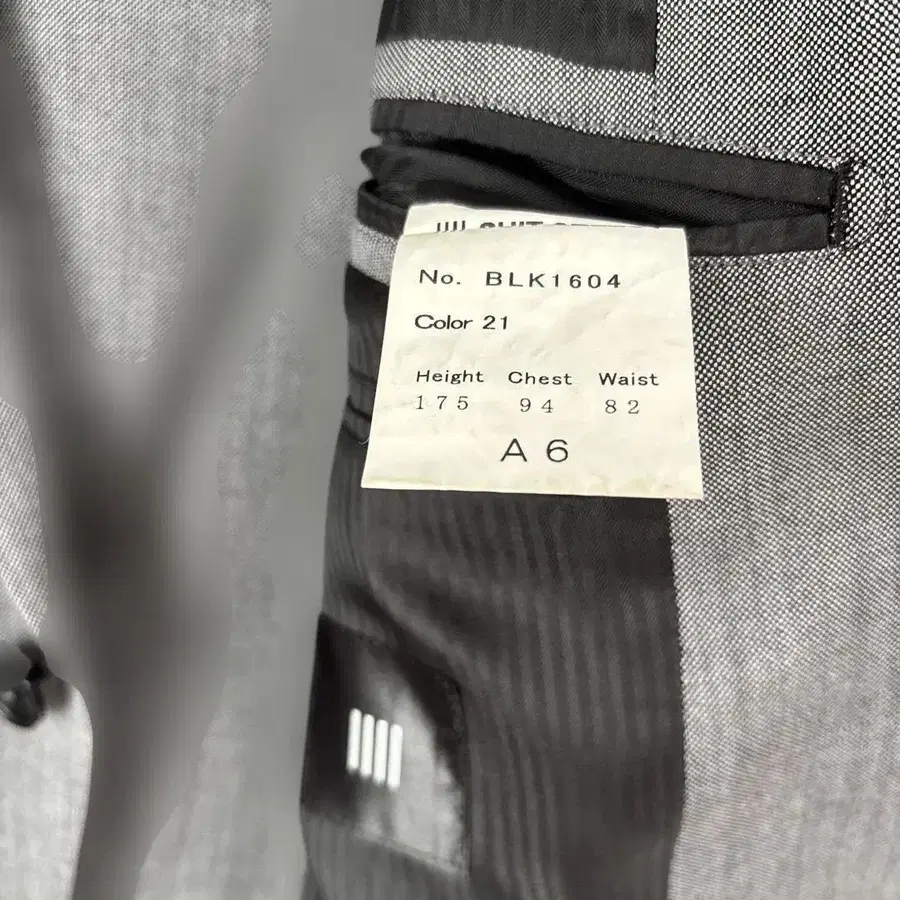 No. BLK1604
Color 21
Height Chest Waist
175 94 82
A6